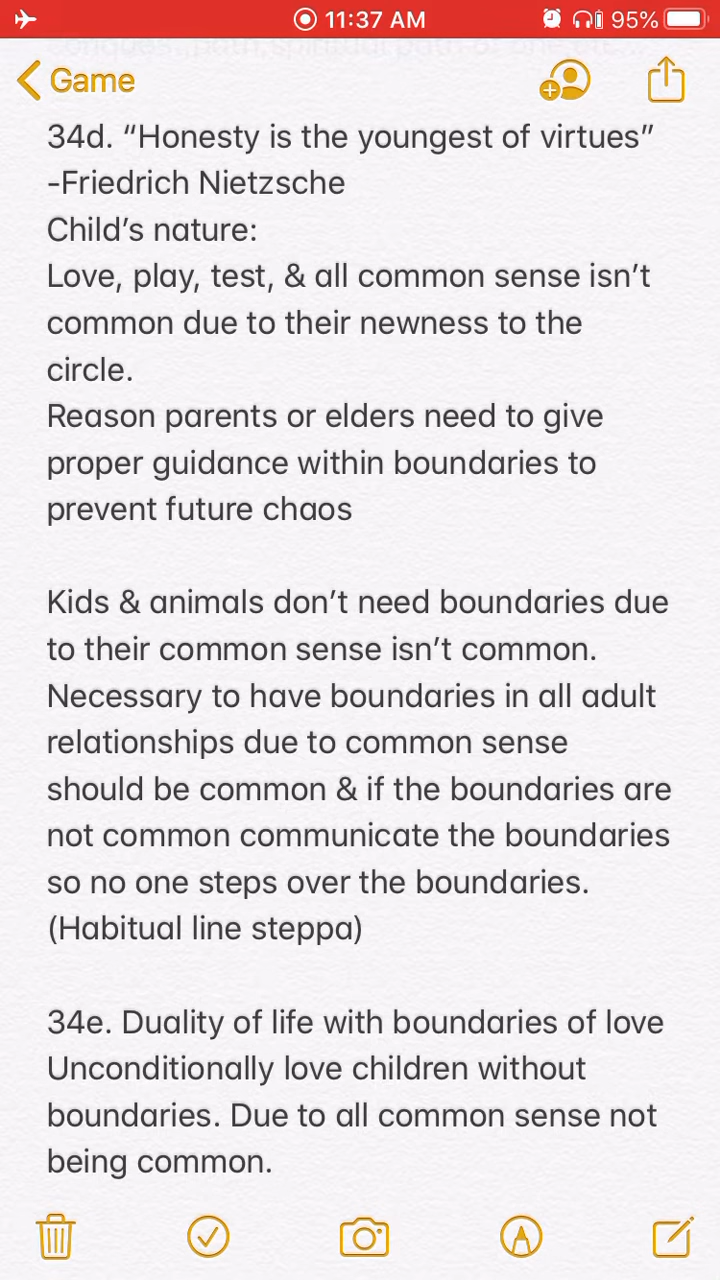 11:37 AM
95%
Game
34d. “Honesty is the youngest of virtues”
-Friedrich Nietzsche
Child’s nature:
Love, play, test, & all common sense isn’t
common due to their newness to the
circle.
Reason parents or elders need to give
proper guidance within boundaries to
prevent future chaos
Kids & animals don’t need boundaries due
to their common sense isn’t common.
Necessary to have boundaries in all adult
relationships due to common sense
should be common & if the boundaries are
not common communicate the boundaries
so no one steps over the boundaries.
(Habitual line steppa)
34e. Duality of life with boundaries of love
Unconditionally love children without
boundaries. Due to all common sense not
being common.